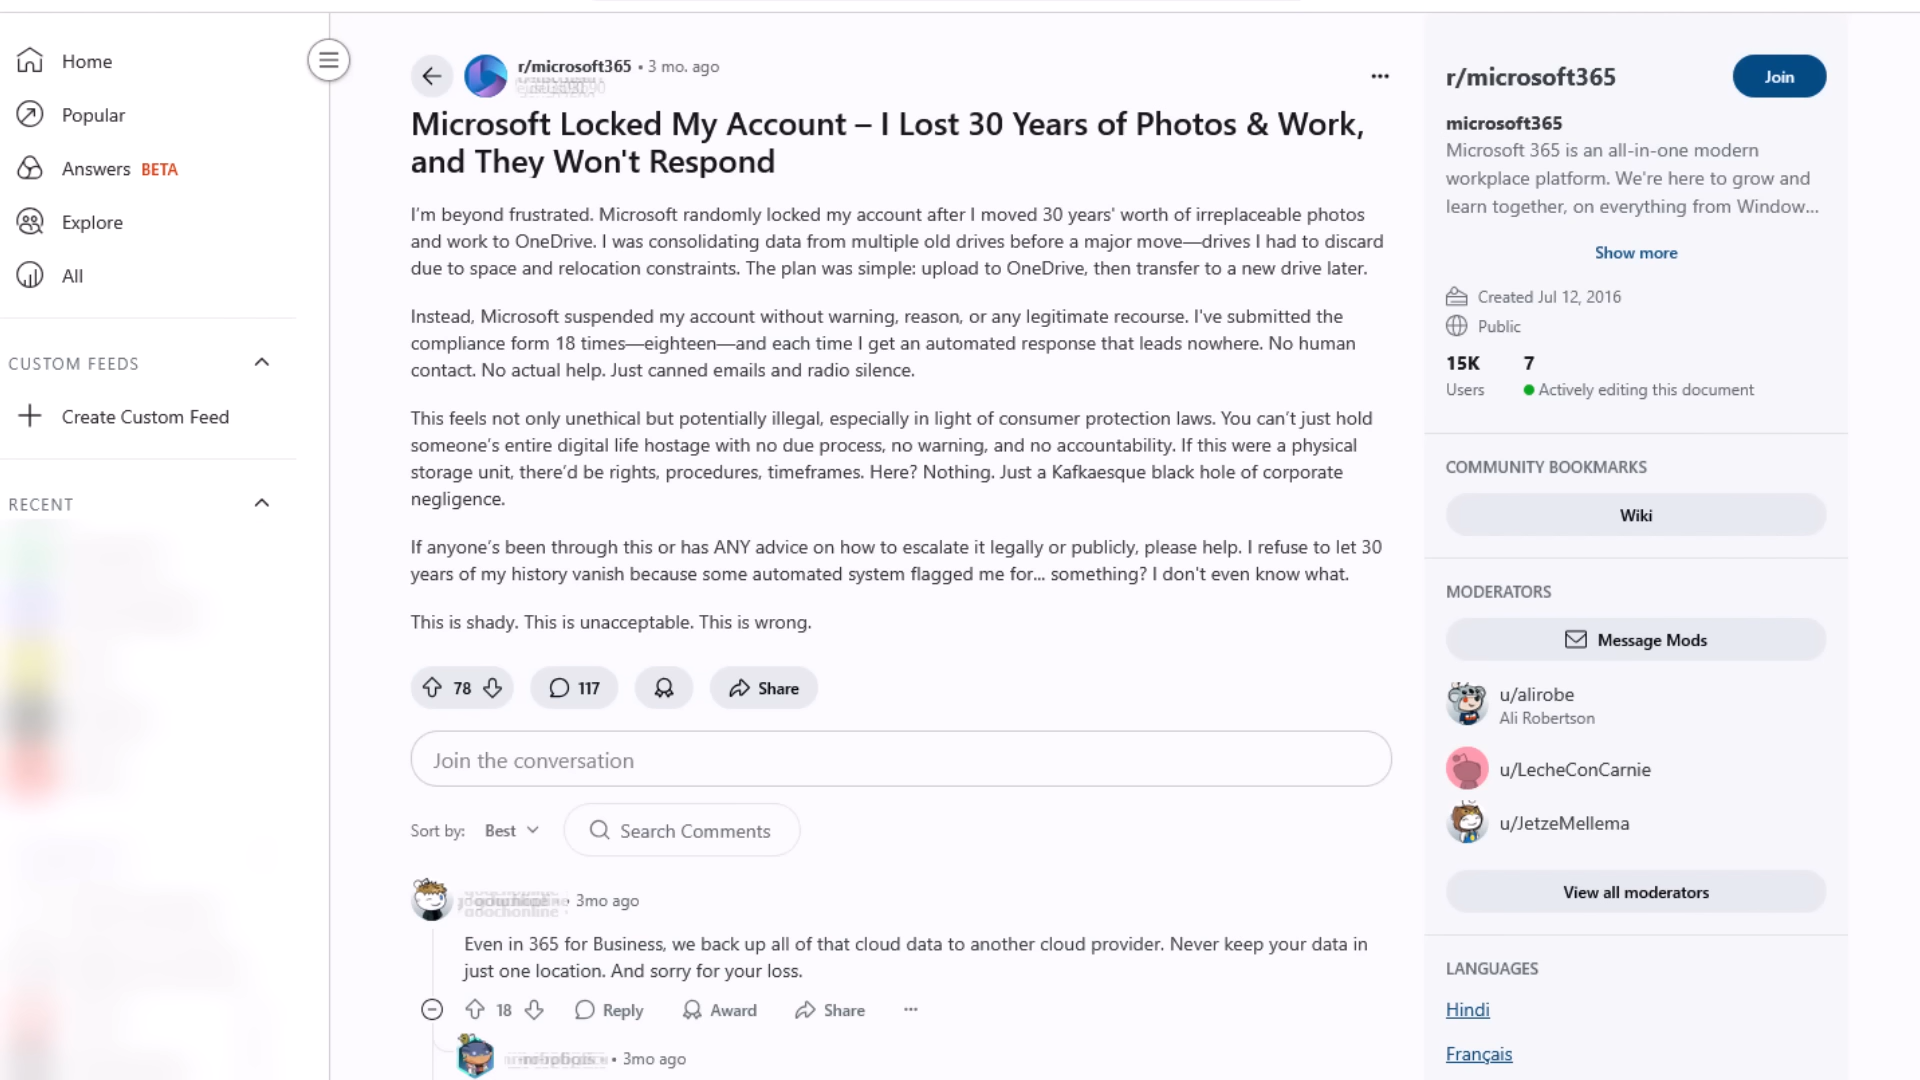 Home
Popular
Answers BETA
Explore
All
CUSTOM FEEDS
Create Custom Feed
RECENT
r/microsoft365 • 3 mo. ago
Microsoft Locked My Account – I Lost 30 Years of Photos & Work,
and They Won't Respond
I’m beyond frustrated. Microsoft randomly locked my account after I moved 30 years' worth of irreplaceable photos
and work to OneDrive. I was consolidating data from multiple old drives before a major move—drives I had to discard
due to space and relocation constraints. The plan was simple: upload to OneDrive, then transfer to a new drive later.
Instead, Microsoft suspended my account without warning, reason, or any legitimate recourse. I've submitted the
compliance form 18 times—eighteen—and each time I get an automated response that leads nowhere. No human
contact. No actual help. Just canned emails and radio silence.
This feels not only unethical but potentially illegal, especially in light of consumer protection laws. You can’t just hold
someone’s entire digital life hostage with no due process, no warning, and no accountability. If this were a physical
storage unit, there’d be rights, procedures, timeframes. Here? Nothing. Just a Kafkaesque black hole of corporate
negligence.
If anyone’s been through this or has ANY advice on how to escalate it legally or publicly, please help. I refuse to let 30
years of my history vanish because some automated system flagged me for... something? I don't even know what.
This is shady. This is unacceptable. This is wrong.
78 117 Share
Join the conversation
Sort by: Best Search Comments
• 3mo ago
Even in 365 for Business, we back up all of that cloud data to another cloud provider. Never keep your data in
just one location. And sorry for your loss.
18 Reply Award Share
• 3mo ago
r/microsoft365 Join
microsoft365
Microsoft 365 is an all-in-one modern
workplace platform. We're here to grow and
learn together, on everything from Window...
Show more
Created Jul 12, 2016
Public
15K 7
Users Actively editing this document
COMMUNITY BOOKMARKS
Wiki
MODERATORS
Message Mods
u/alirobe
Ali Robertson
u/LecheConCarnie
u/JetzeMellema
View all moderators
LANGUAGES
Hindi
Français